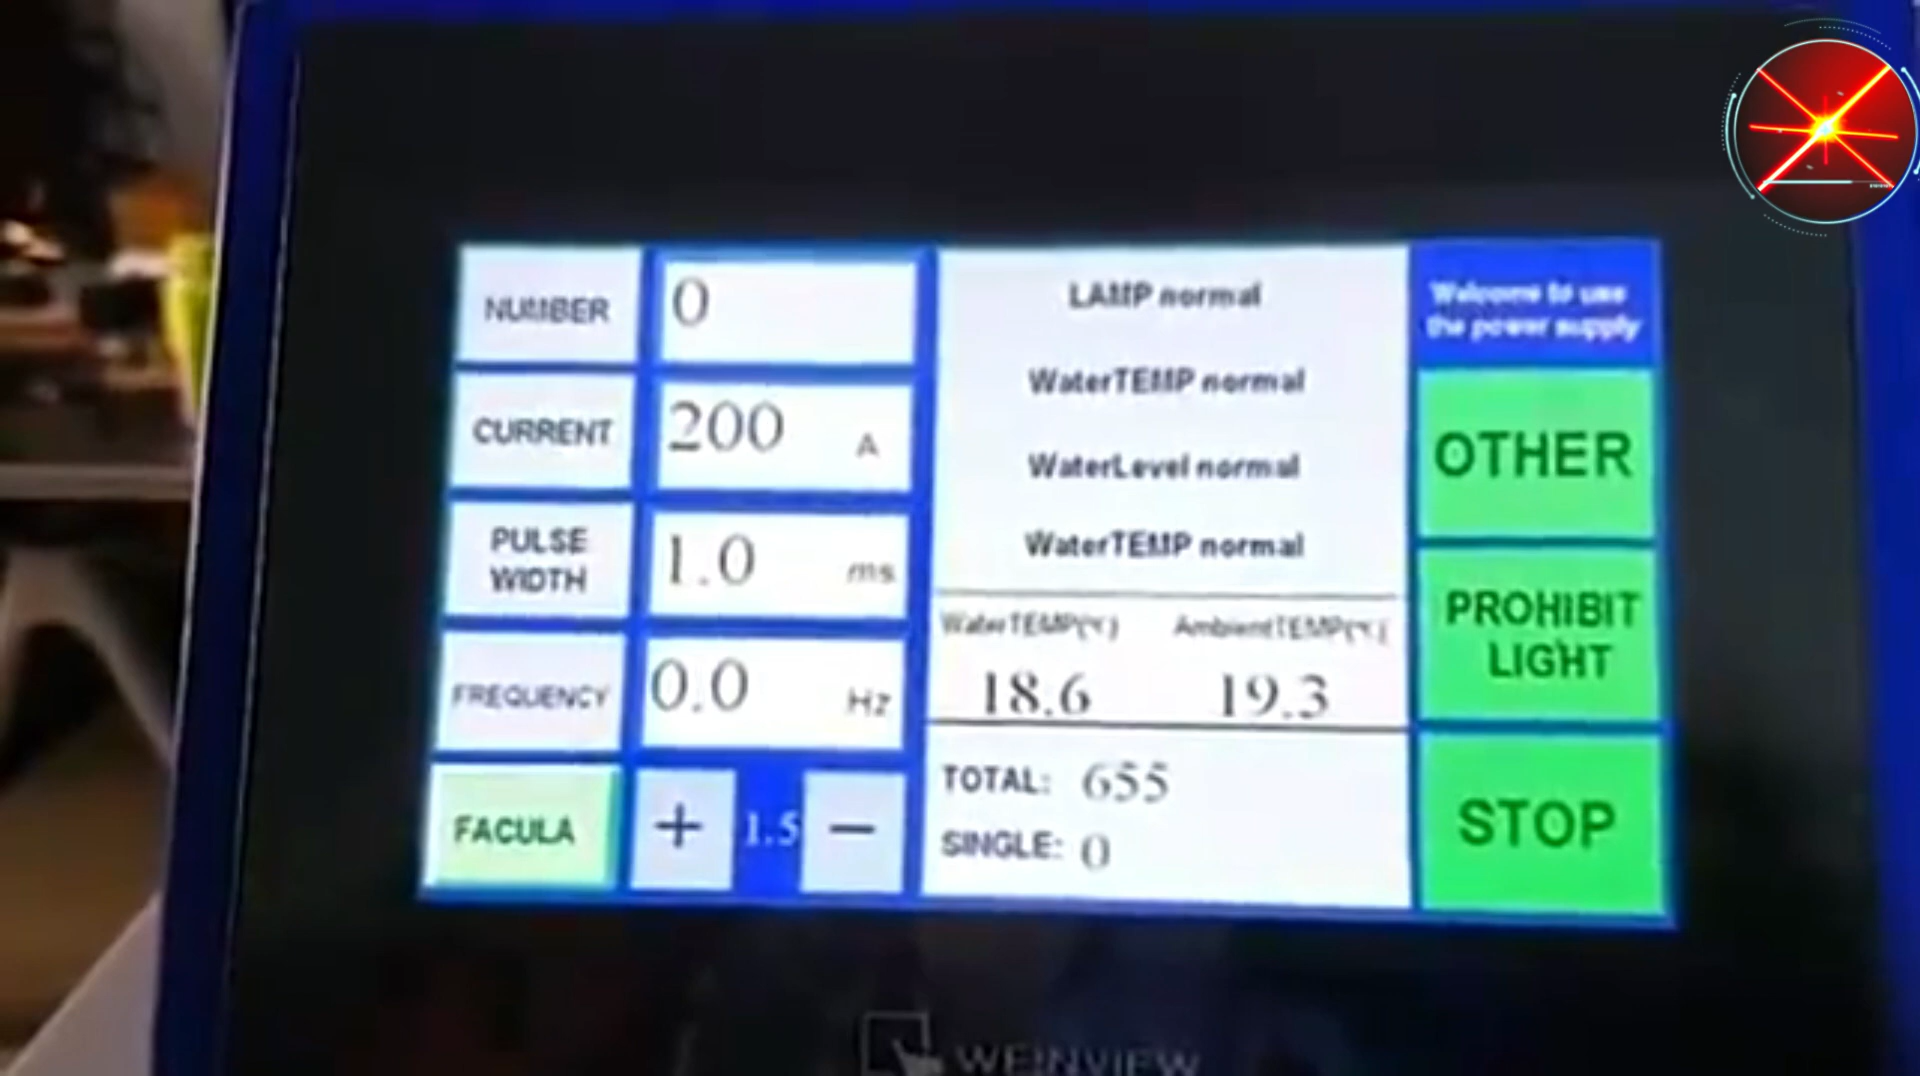 NUMBER 0
CURRENT 200 A
PULSE
WIDTH 1.0 ms
FREQUENCY 0.0 Hz
FACULA + 1.5 —
LAMP normal
WaterTEMP normal
WaterLevel normal
WaterTEMP normal
WaterTEMP(℃) AmbientTEMP(℃)
18.6 19.3
TOTAL: 655
SINGLE: 0
Welcome to use
the power supply
OTHER
PROHIBIT
LIGHT
STOP
WEINVIEW